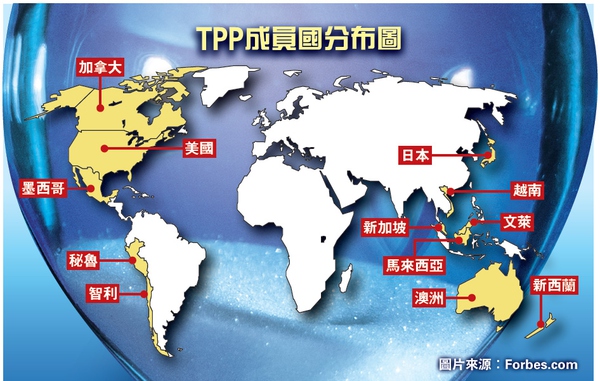 TPP成員國分布圖
加拿大
美國
墨西哥
日本
越南
新加坡
文萊
秘魯
馬來西亞
智利
澳洲
新西蘭
圖片來源：Forbes.com